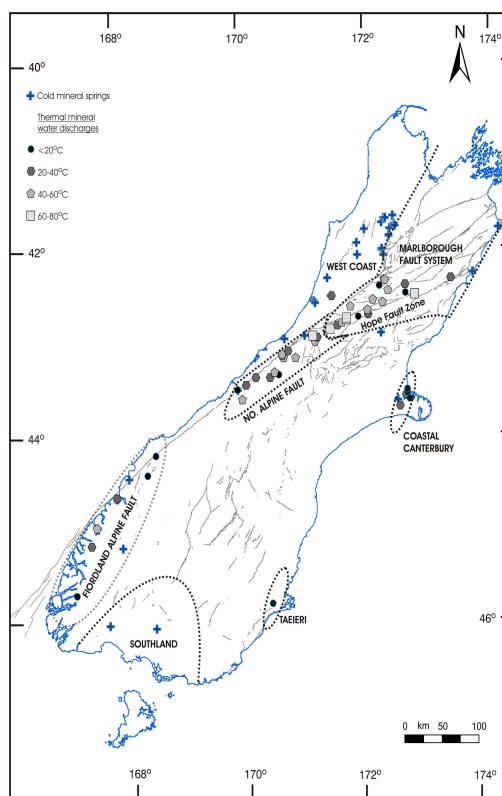 168° 170° 172° 174°
N
40°
Cold mineral springs
Thermal mineral
water discharges
<20°C
20-40°C
40-60°C
60-80°C
42°
WEST COAST
MARLBOROUGH
FAULT SYSTEM
Hope Fault Zone
NO. ALPINE FAULT
44°
COASTAL
CANTERBURY
FIORDLAND ALPINE FAULT
TAEIERI
46°
SOUTHLAND
0 km 50 100
168° 170° 172° 174°